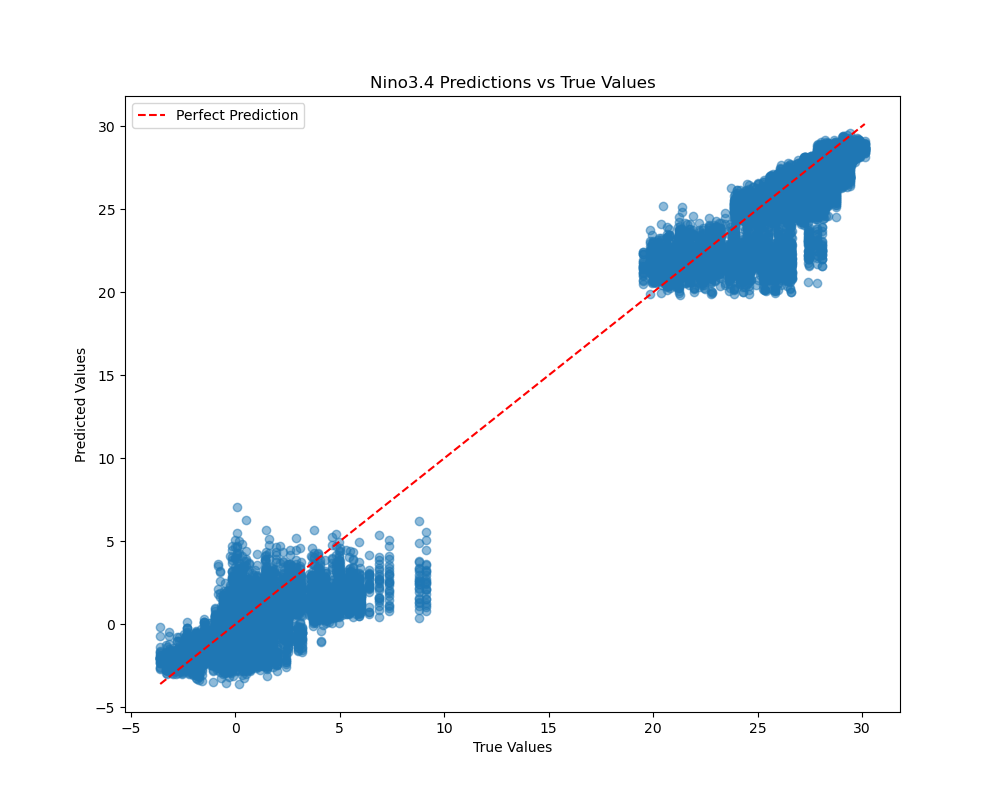 Nino3.4 Predictions vs True Values
Perfect Prediction
30
25
20
15
10
5
0
−5
Predicted Values
−5 0 5 10 15 20 25 30
True Values